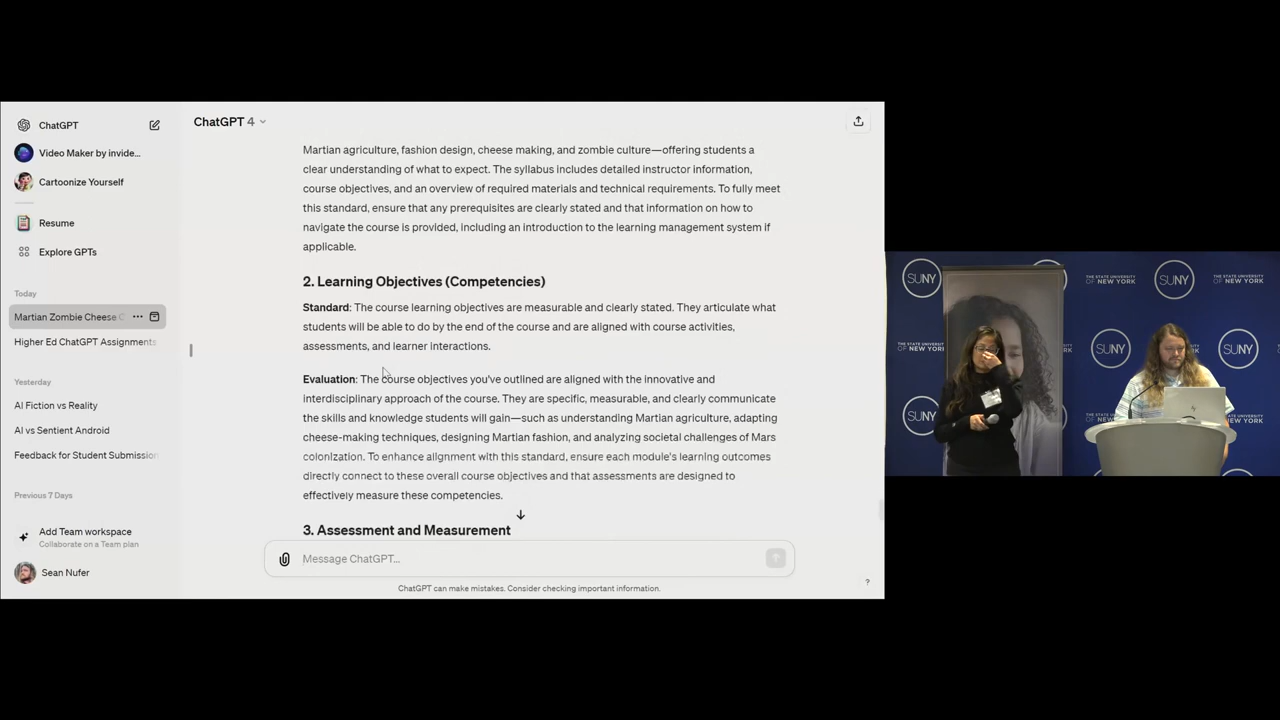 ChatGPT
Video Maker by invide...
Cartoonize Yourself
Resume
Explore GPTs
Today
Martian Zombie Cheese C
Higher Ed ChatGPT Assignments
Yesterday
AI Fiction vs Reality
AI vs Sentient Android
Feedback for Student Submission
Previous 7 Days
Add Team workspace
Collaborate on a Team plan
Sean Nufer
ChatGPT 4
Martian agriculture, fashion design, cheese making, and zombie culture—offering students a
clear understanding of what to expect. The syllabus includes detailed instructor information,
course objectives, and an overview of required materials and technical requirements. To fully meet
this standard, ensure that any prerequisites are clearly stated and that information on how to
navigate the course is provided, including an introduction to the learning management system if
applicable.
2. Learning Objectives (Competencies)
Standard: The course learning objectives are measurable and clearly stated. They articulate what
students will be able to do by the end of the course and are aligned with course activities,
assessments, and learner interactions.
Evaluation: The course objectives you've outlined are aligned with the innovative and
interdisciplinary approach of the course. They are specific, measurable, and clearly communicate
the skills and knowledge students will gain—such as understanding Martian agriculture, adapting
cheese-making techniques, designing Martian fashion, and analyzing societal challenges of Mars
colonization. To enhance alignment with this standard, ensure each module's learning outcomes
directly connect to these overall course objectives and that assessments are designed to
effectively measure these competencies.
3. Assessment and Measurement
Message ChatGPT...
ChatGPT can make mistakes. Consider checking important information.
?
SUNY
THE STATE UNIVERSITY
OF NEW YORK
SUNY
THE STATE UNIVERSITY
OF NEW YORK
SUNY
SUNY
SUNY
SUNY